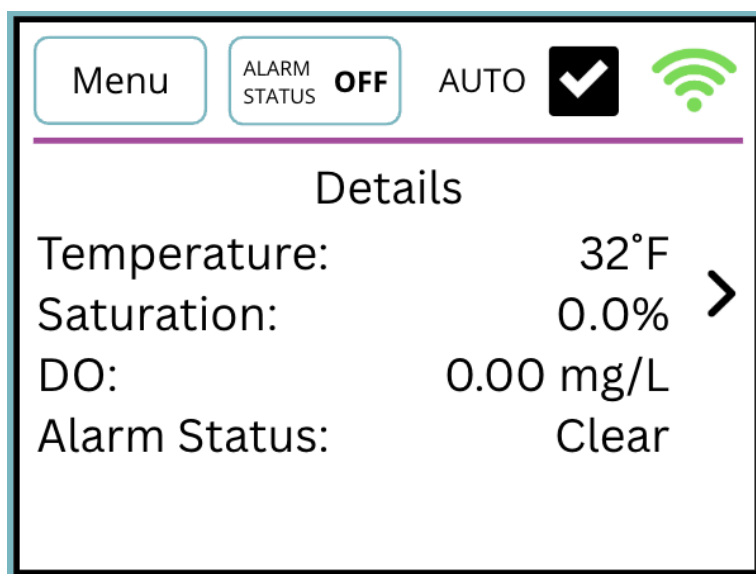 Menu
ALARM
STATUS OFF
AUTO
Details
Temperature: 32°F
Saturation: 0.0%
DO: 0.00 mg/L
Alarm Status: Clear